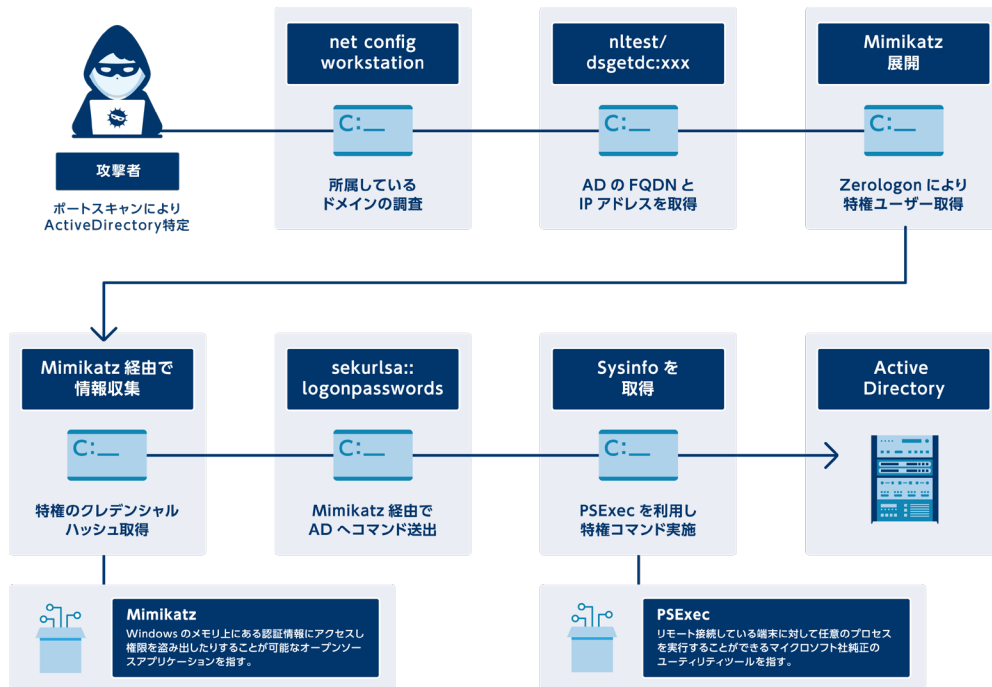 net config
workstation
C:__
所属している
ドメインの調査
nltest/
dsgetdc:xxx
C:__
AD の FQDN と
IP アドレスを取得
Mimikatz
展開
C:__
Zerologon により
特権ユーザー取得
攻撃者
ポートスキャンにより
ActiveDirectory特定
Mimikatz 経由で
情報収集
C:__
特権のクレデンシャル
ハッシュ取得
sekurlsa::
logonpasswords
C:__
Mimikatz 経由で
AD へコマンド送出
Sysinfo を
取得
C:__
PSExec を利用し
特権コマンド実施
Active
Directory
Mimikatz
Windows のメモリ上にある認証情報にアクセスし
権限を盗み出したりすることが可能なオープンソー
スアプリケーションを指す。
PSExec
リモート接続している端末に対して任意のプロセス
を実行することができるマイクロソフト社純正の
ユーティリティツールを指す。